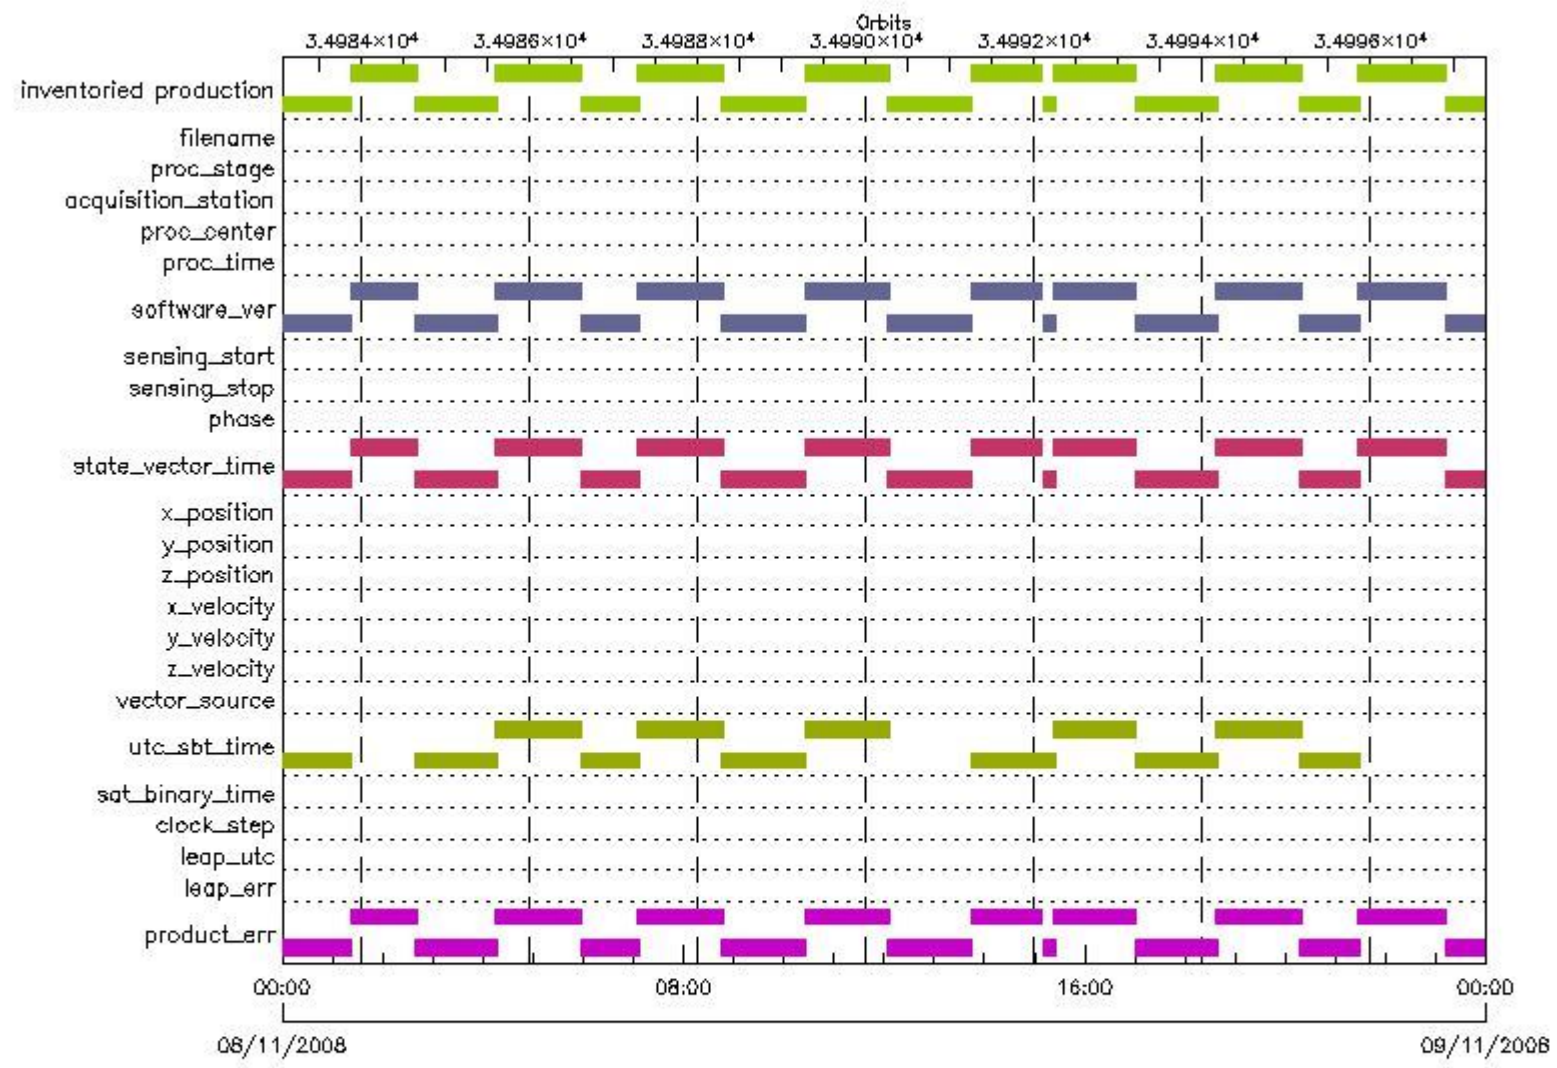 Orbits
3.4984×10⁴ 3.4986×10⁴ 3.4988×10⁴ 3.4990×10⁴ 3.4992×10⁴ 3.4994×10⁴ 3.4996×10⁴
inventoried production
filename
proc_stage
acquisition_station
proc_center
proc_time
software_ver
sensing_start
sensing_stop
phase
state_vector_time
x_position
y_position
z_position
x_velocity
y_velocity
z_velocity
vector_source
utc_sbt_time
sat_binary_time
clock_step
leap_utc
leap_err
product_err
00:00 08:00 16:00 00:00
08/11/2008 09/11/2008